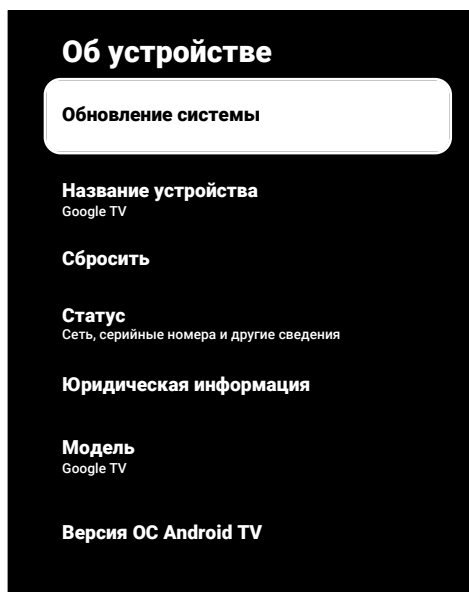 Об устройстве
Обновление системы
Название устройства
Google TV
Сбросить
Статус
Сеть, серийные номера и другие сведения
Юридическая информация
Модель
Google TV
Версия ОС Android TV